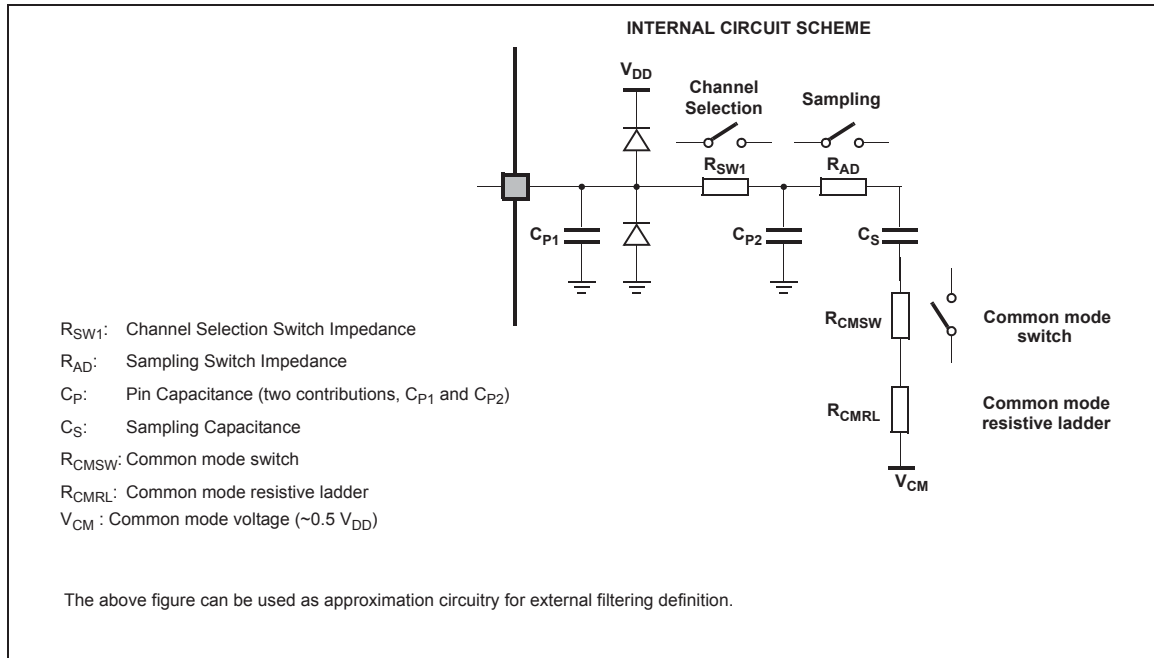 INTERNAL CIRCUIT SCHEME
VDD
Channel
Selection
Sampling
RSW1
RAD
CP1
CP2
CS
RCMSW
Common mode
switch
RCMRL
Common mode
resistive ladder
VCM
RSW1: Channel Selection Switch Impedance
RAD: Sampling Switch Impedance
CP: Pin Capacitance (two contributions, CP1 and CP2)
CS: Sampling Capacitance
RCMSW: Common mode switch
RCMRL: Common mode resistive ladder
VCM : Common mode voltage (~0.5 VDD)
The above figure can be used as approximation circuitry for external filtering definition.